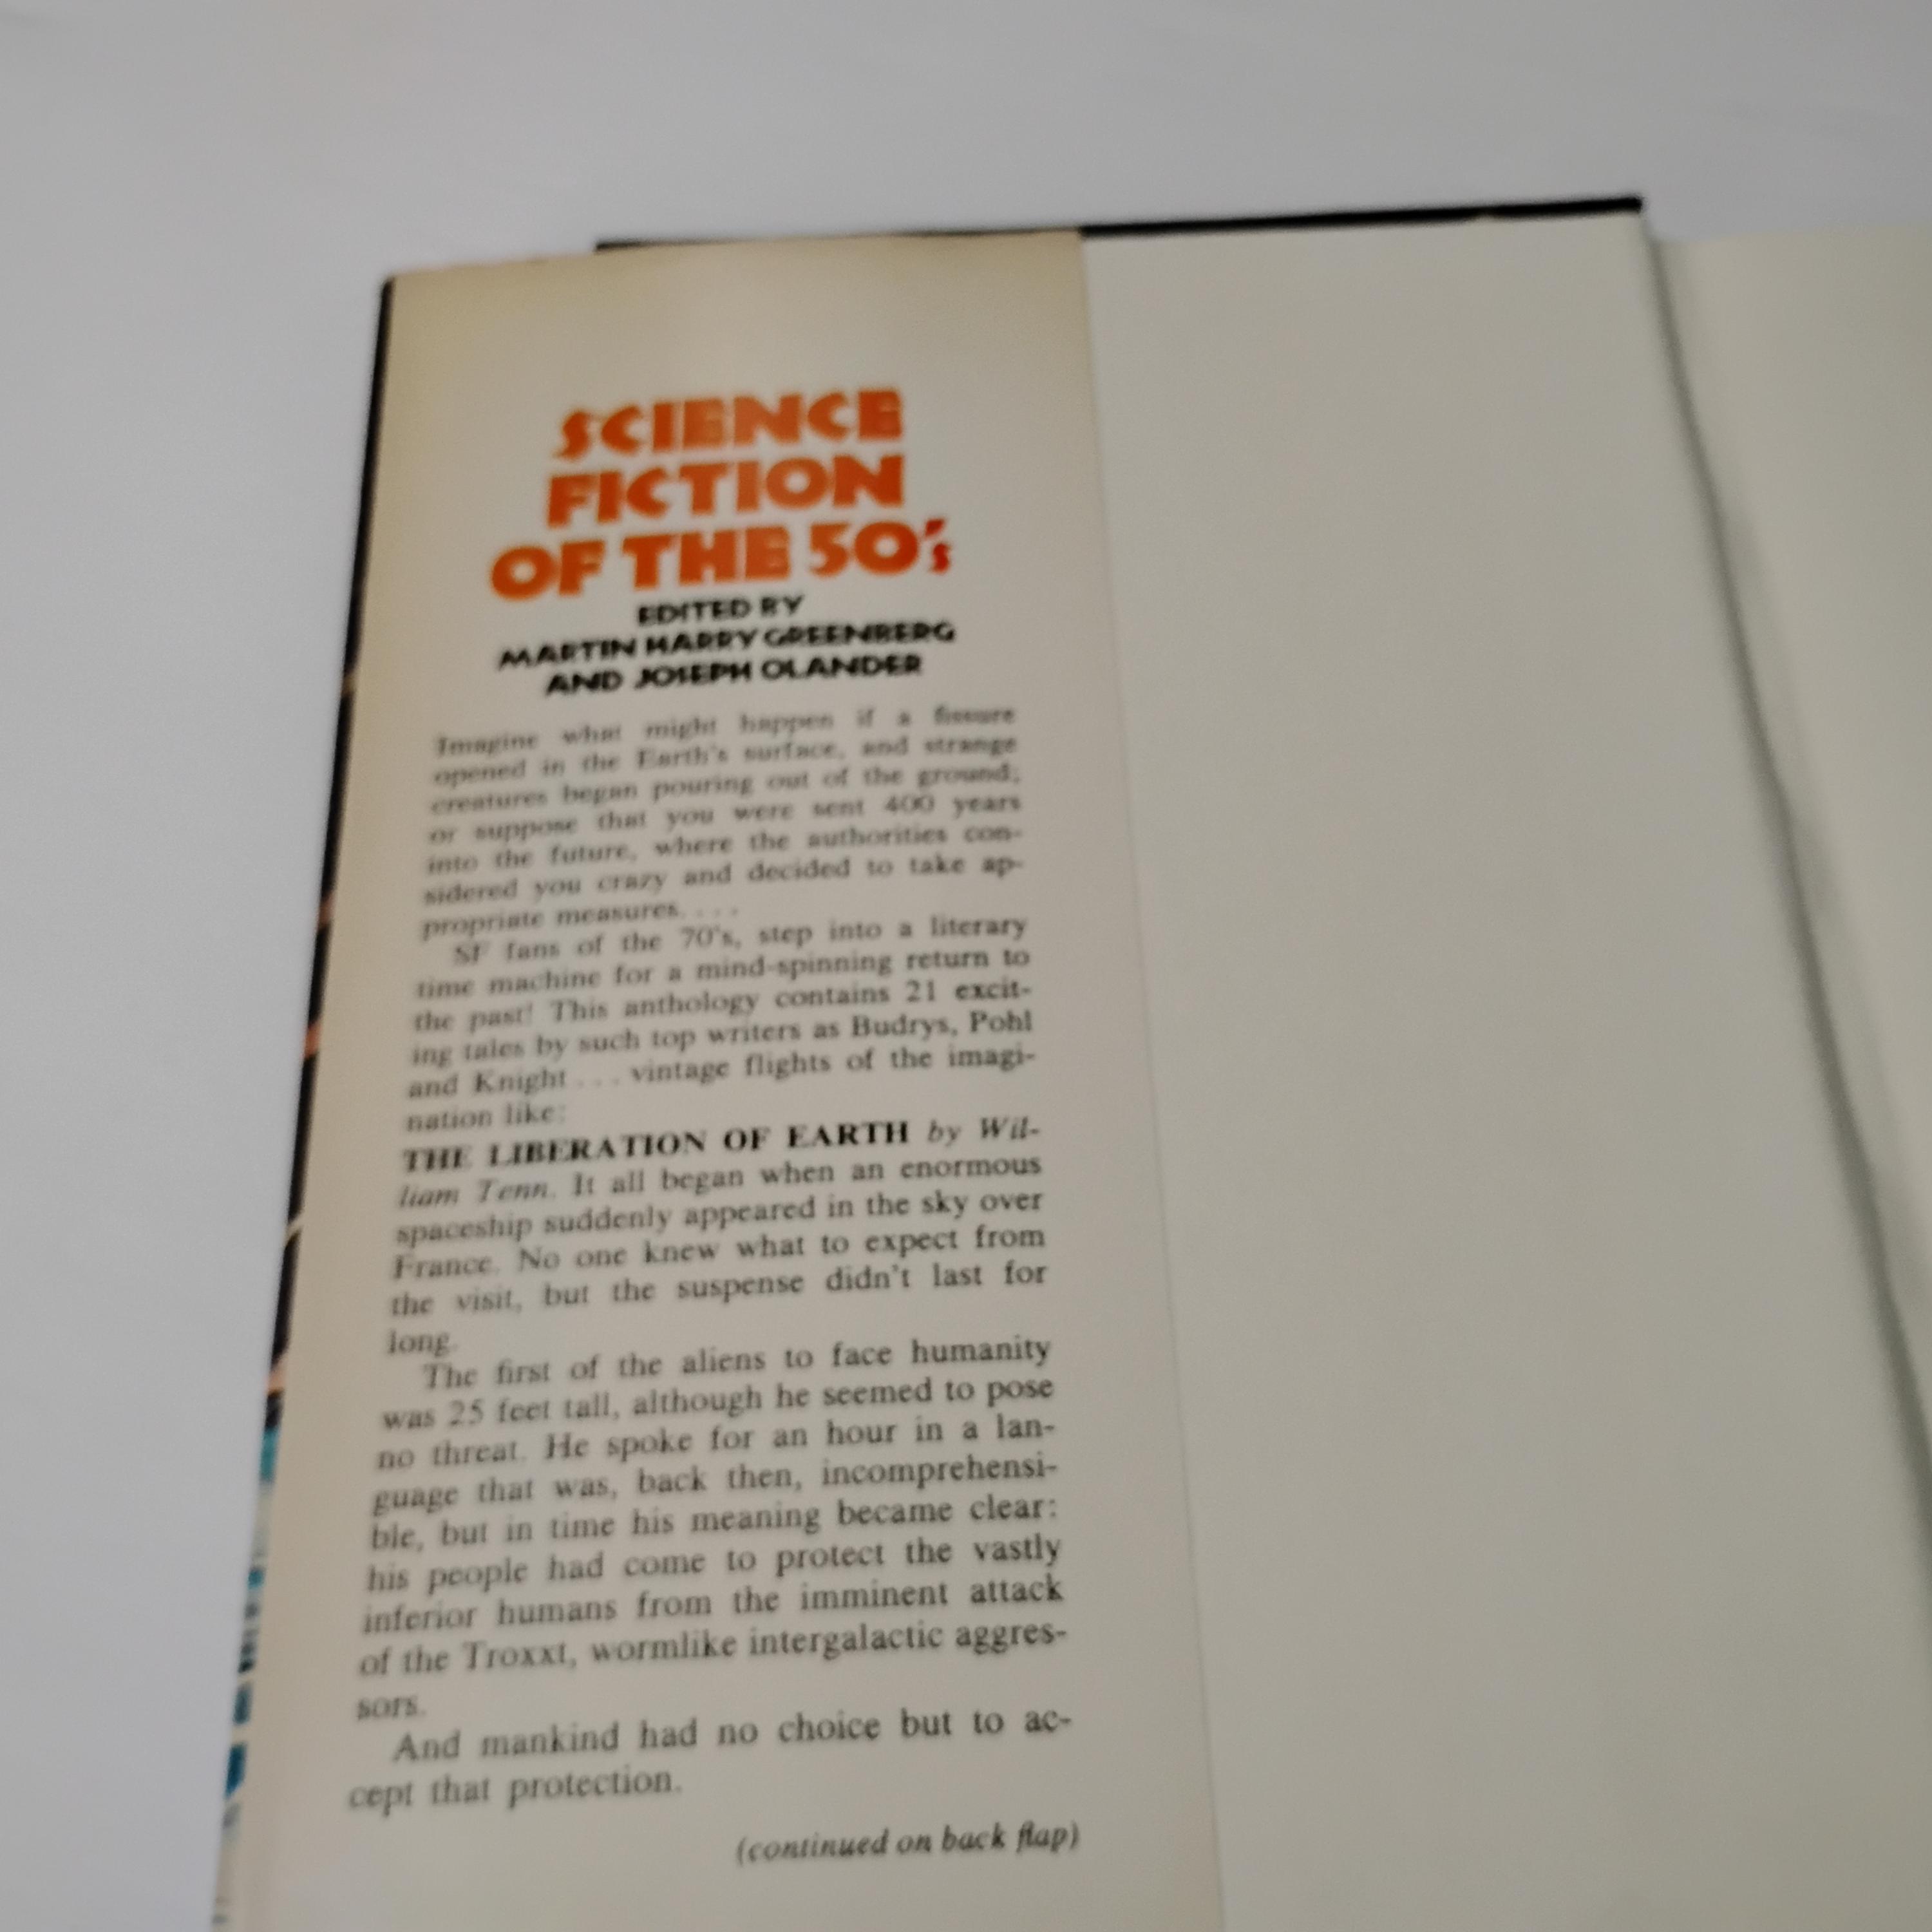 SCIENCE
FICTION
OF THE 50's
EDITED BY
MARTIN HARRY GREENBERG
AND JOSEPH OLANDER
Imagine what might happen if a fissure
opened in the Earth's surface, and strange
creatures began pouring out of the ground;
or suppose that you were sent 400 years
into the future, where the authorities con-
sidered you crazy and decided to take ap-
propriate measures. . . .
SF fans of the 70's, step into a literary
time machine for a mind-spinning return to
the past! This anthology contains 21 excit-
ing tales by such top writers as Budrys, Pohl
and Knight . . . vintage flights of the imagi-
nation like:
THE LIBERATION OF EARTH by Wil-
liam Tenn. It all began when an enormous
spaceship suddenly appeared in the sky over
France. No one knew what to expect from
the visit, but the suspense didn't last for
long.
The first of the aliens to face humanity
was 25 feet tall, although he seemed to pose
no threat. He spoke for an hour in a lan-
guage that was, back then, incomprehensi-
ble, but in time his meaning became clear:
his people had come to protect the vastly
inferior humans from the imminent attack
of the Troxxt, wormlike intergalactic aggres-
sors.
And mankind had no choice but to ac-
cept that protection.
(continued on back flap)